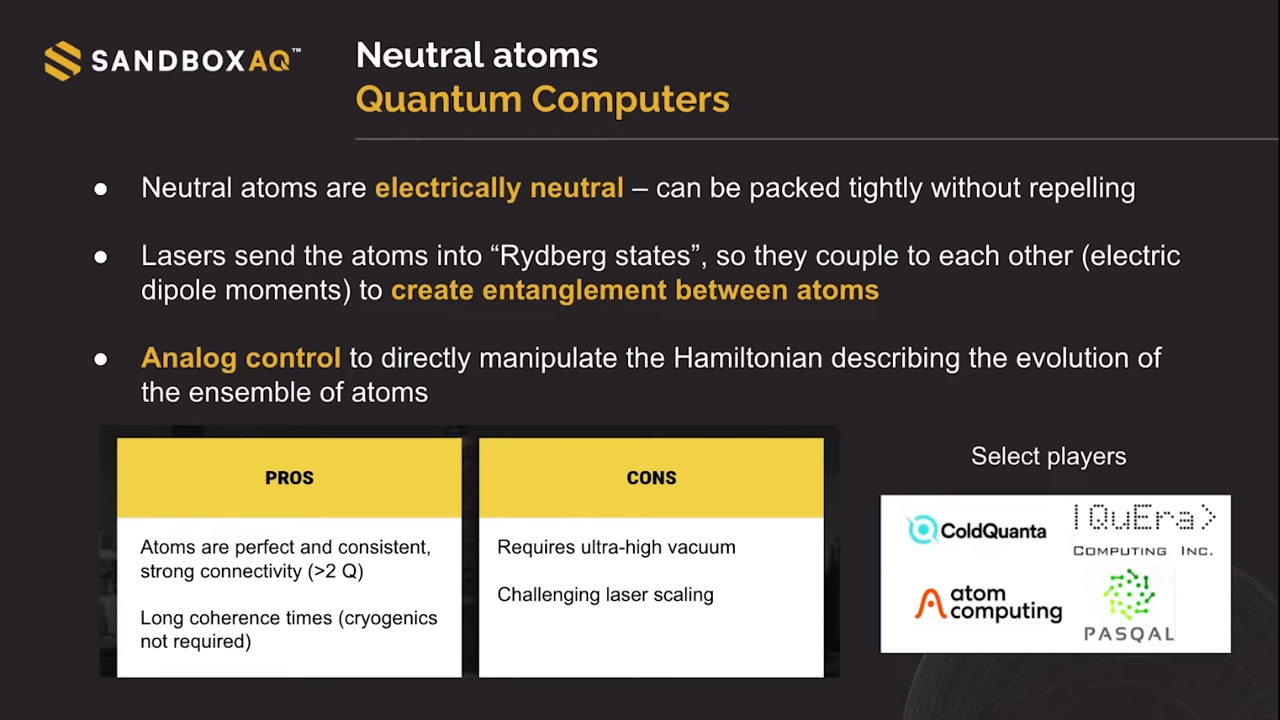 SANDBOXAQ™
Neutral atoms
Quantum Computers
● Neutral atoms are electrically neutral – can be packed tightly without repelling
● Lasers send the atoms into “Rydberg states”, so they couple to each other (electric
dipole moments) to create entanglement between atoms
● Analog control to directly manipulate the Hamiltonian describing the evolution of
the ensemble of atoms
PROS
Atoms are perfect and consistent,
strong connectivity (>2 Q)
Long coherence times (cryogenics
not required)
CONS
Requires ultra-high vacuum
Challenging laser scaling
Select players
ColdQuanta
|QuEra>
COMPUTING INC.
atom
computing
PASQAL